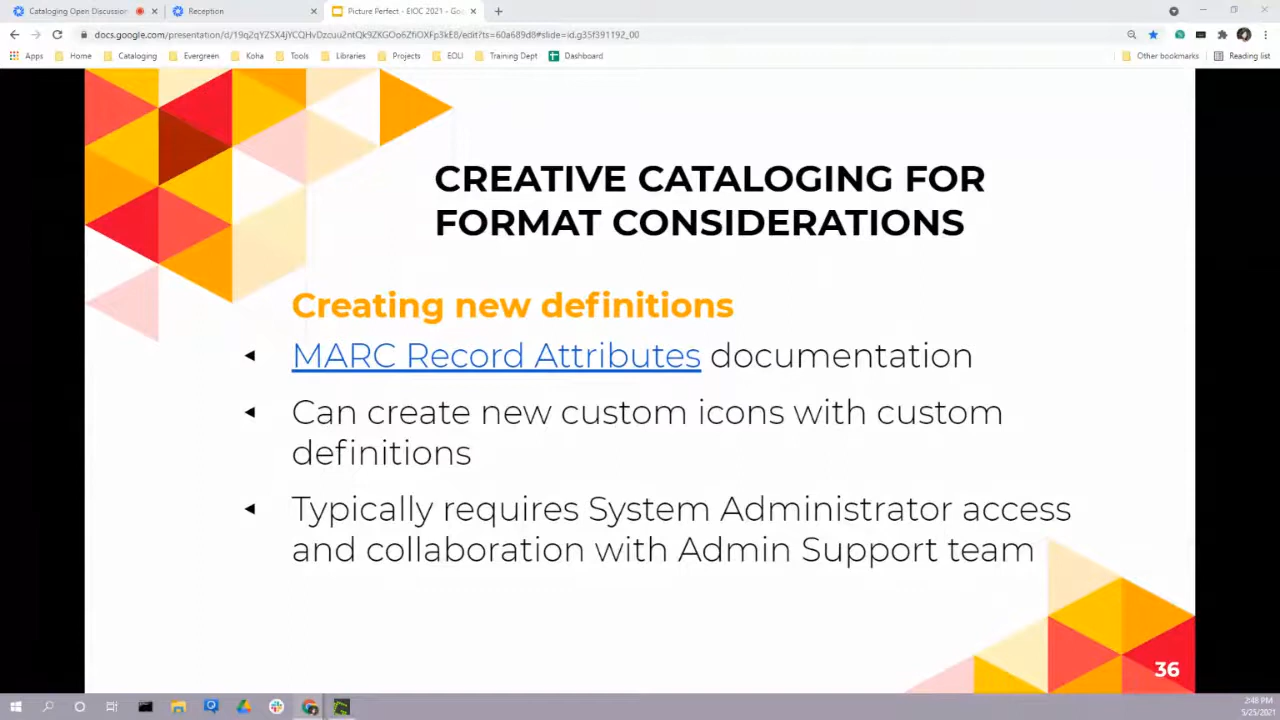 Cataloging Open Discussion
Reception
Picture Perfect - EIOC 2021 - Goo
docs.google.com/presentation/d/19q2qYZSX4jYCQHvDzcuu2ntQk9ZKGOo6ZfiOXFp3kE8/edit?ts=60a689d8#slide=id.g35f391192_00
Apps Home Cataloging Evergreen Koha Tools Libraries Projects EOLI Training Dept Dashboard Other bookmarks Reading list
CREATIVE CATALOGING FOR
FORMAT CONSIDERATIONS
Creating new definitions
MARC Record Attributes documentation
Can create new custom icons with custom
definitions
Typically requires System Administrator access
and collaboration with Admin Support team
36
2:48 PM
5/25/2021